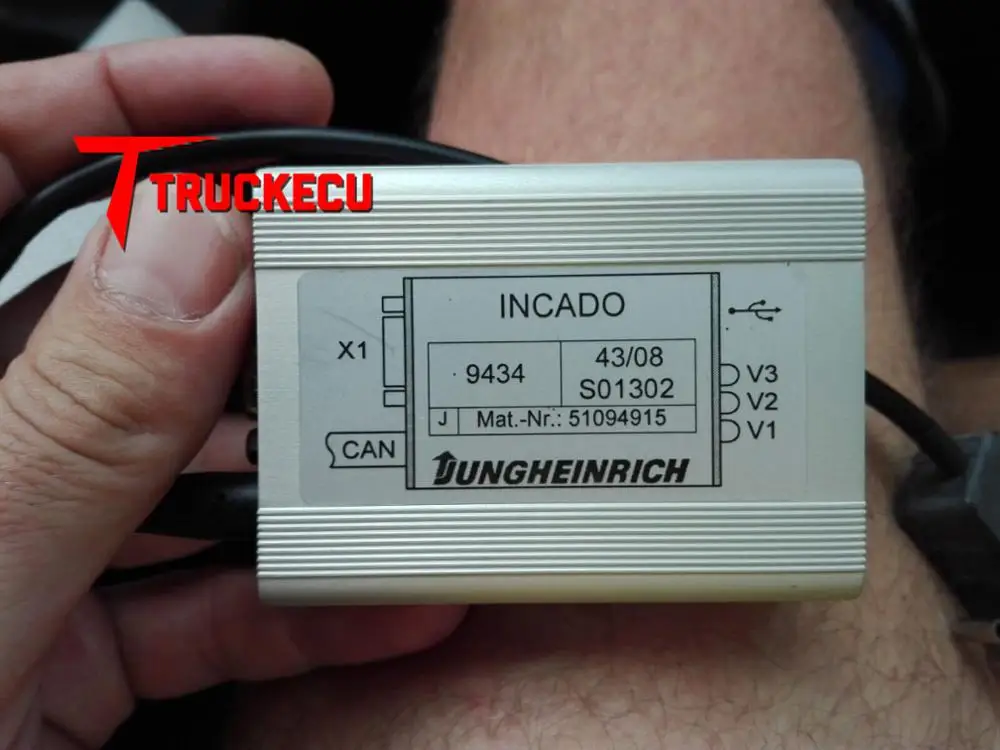 TRUCKECU
INCADO
X1
9434
43/08
S01302
V3
V2
V1
J Mat.-Nr.: 51094915
CAN
JUNGHEINRICH